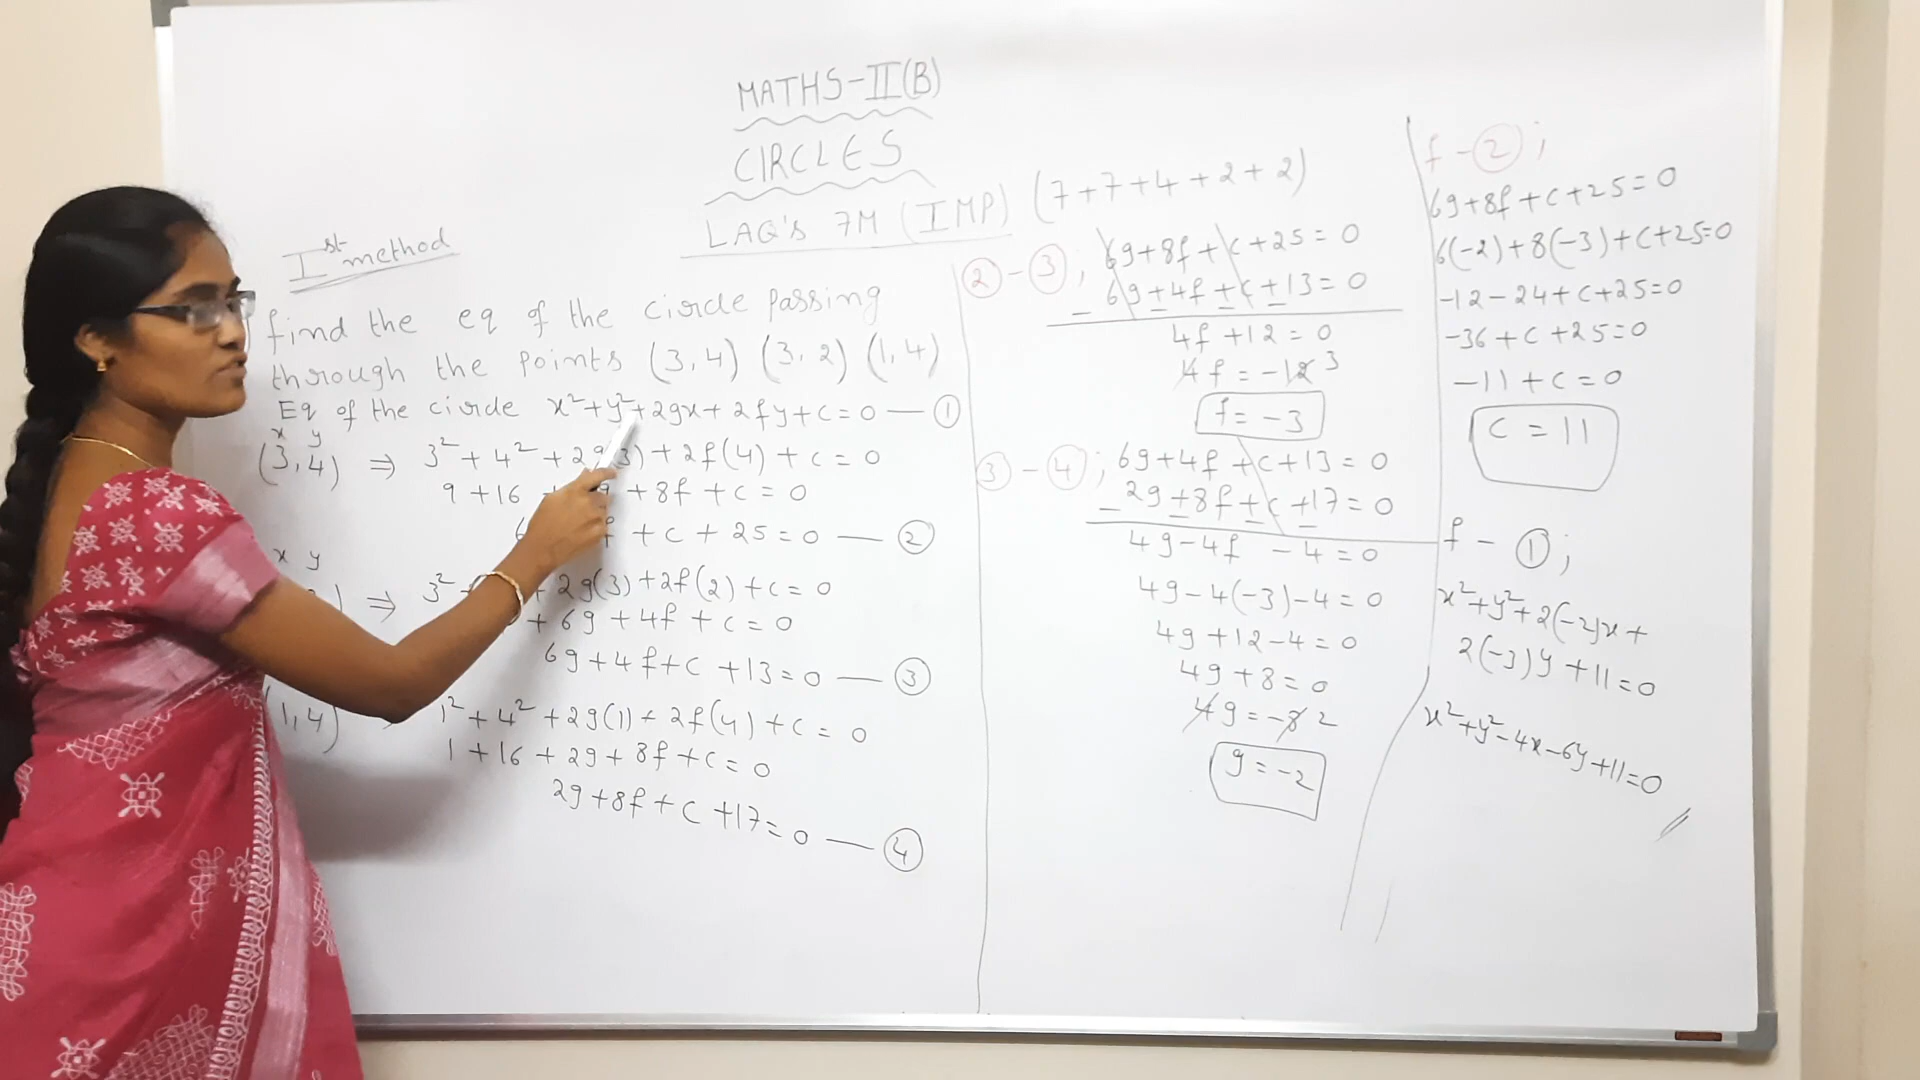 MATHS-II(B)
CIRCLES
LAQ's 7M (IMP) (7+7+4+2+2)
Ist method
find the eq of the circle passing
through the points (3,4) (3,2) (1,4)
Eq of the circle x²+y²+2gx+2fy+c=0 — ①
x y
(3,4) ⇒ 3²+4²+2g(3)+2f(4)+c=0
9+16 g +8f+c=0
6 f +c+25=0 — ②
x y
) ⇒ 3²+ +2g(3)+2f(2)+c=0
+6g+4f+c=0
6g+4f+c+13=0 — ③
1,4) 1²+4²+2g(1)+2f(4)+c=0
1+16+2g+8f+c=0
2g+8f+c+17=0 — ④
②-③; 6g+8f+c+25=0
6g+4f+c+13=0
4f+12=0
4f=-12 3
f=-3
③-④; 6g+4f+c+13=0
2g+8f+c+17=0
4g-4f -4=0
4g-4(-3)-4=0
4g+12-4=0
4g+8=0
4g=-8 2
g=-2
f-②;
6g+8f+c+25=0
6(-2)+8(-3)+c+25=0
-12-24+c+25=0
-36+c+25=0
-11+c=0
c=11
f-①;
x²+y²+2(-2)x+
2(-3)y+11=0
x²+y²-4x-6y+11=0